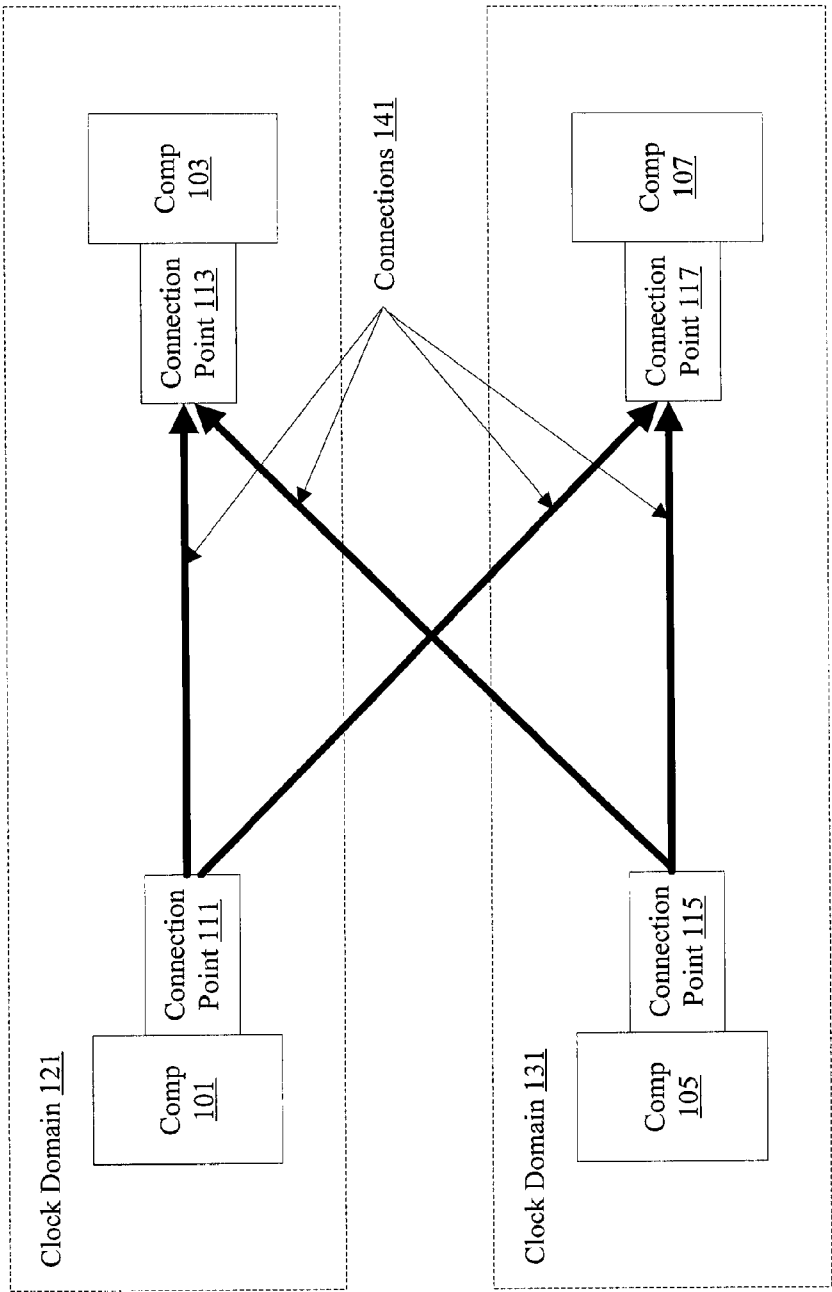 Clock Domain 121
Comp
101
Connection
Point 111
Connection
Point 113
Comp
103
Connections 141
Clock Domain 131
Comp
105
Connection
Point 115
Connection
Point 117
Comp
107